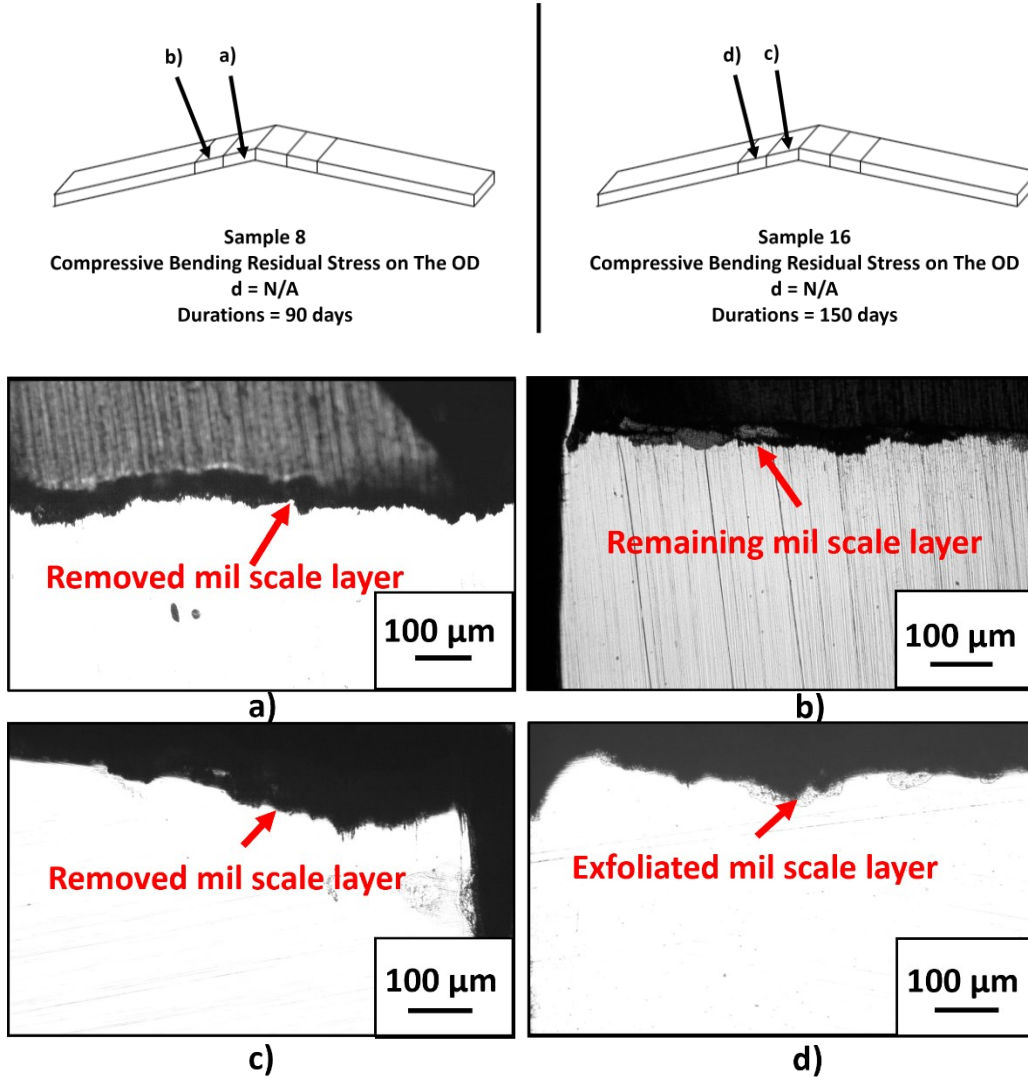 b)
a)
Sample 8
Compressive Bending Residual Stress on The OD
d = N/A
Durations = 90 days
d)
c)
Sample 16
Compressive Bending Residual Stress on The OD
d = N/A
Durations = 150 days
Removed mil scale layer
100 µm
a)
Remaining mil scale layer
100 µm
b)
Removed mil scale layer
100 µm
c)
Exfoliated mil scale layer
100 µm
d)